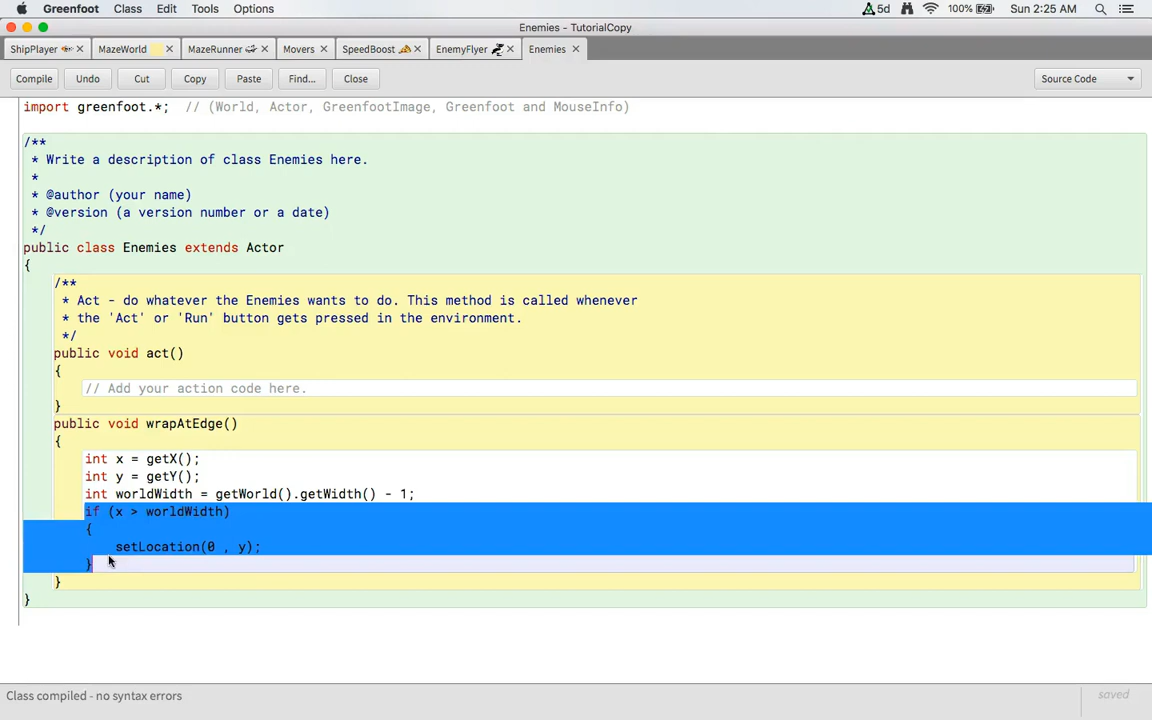 Greenfoot Class Edit Tools Options 5d 100% Sun 2:25 AM
Enemies - TutorialCopy
ShipPlayer MazeWorld MazeRunner Movers SpeedBoost EnemyFlyer Enemies
Compile Undo Cut Copy Paste Find... Close Source Code
import greenfoot.*;  // (World, Actor, GreenfootImage, Greenfoot and MouseInfo)
/**
 * Write a description of class Enemies here.
 *
 * @author (your name)
 * @version (a version number or a date)
 */
public class Enemies extends Actor
{
    /**
     * Act - do whatever the Enemies wants to do. This method is called whenever
     * the 'Act' or 'Run' button gets pressed in the environment.
     */
    public void act()
    {
        // Add your action code here.
    }
    public void wrapAtEdge()
    {
        int x = getX();
        int y = getY();
        int worldWidth = getWorld().getWidth() - 1;
        if (x > worldWidth)
        {
            setLocation(0 , y);
        }
    }
}
Class compiled - no syntax errors saved